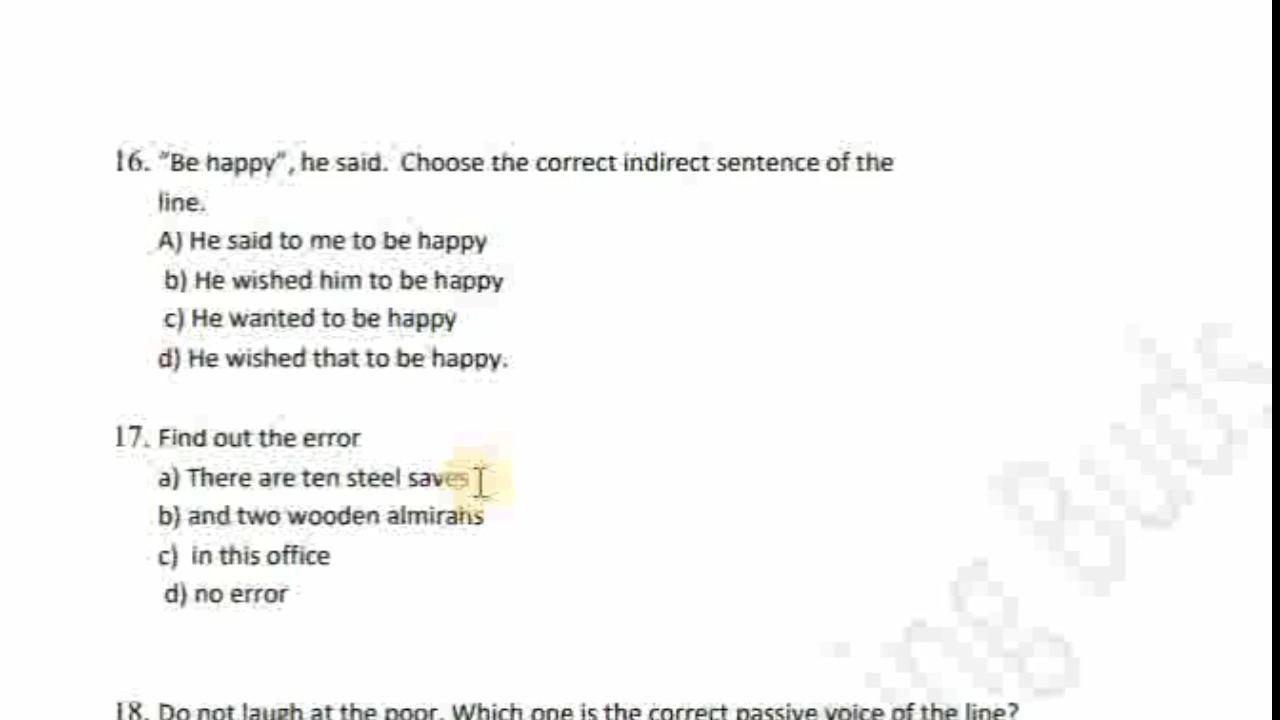 16. "Be happy", he said. Choose the correct indirect sentence of the
line.
A) He said to me to be happy
b) He wished him to be happy
c) He wanted to be happy
d) He wished that to be happy.
17. Find out the error
a) There are ten steel saves
b) and two wooden almirahs
c) in this office
d) no error
18. Do not laugh at the poor. Which one is the correct passive voice of the line?